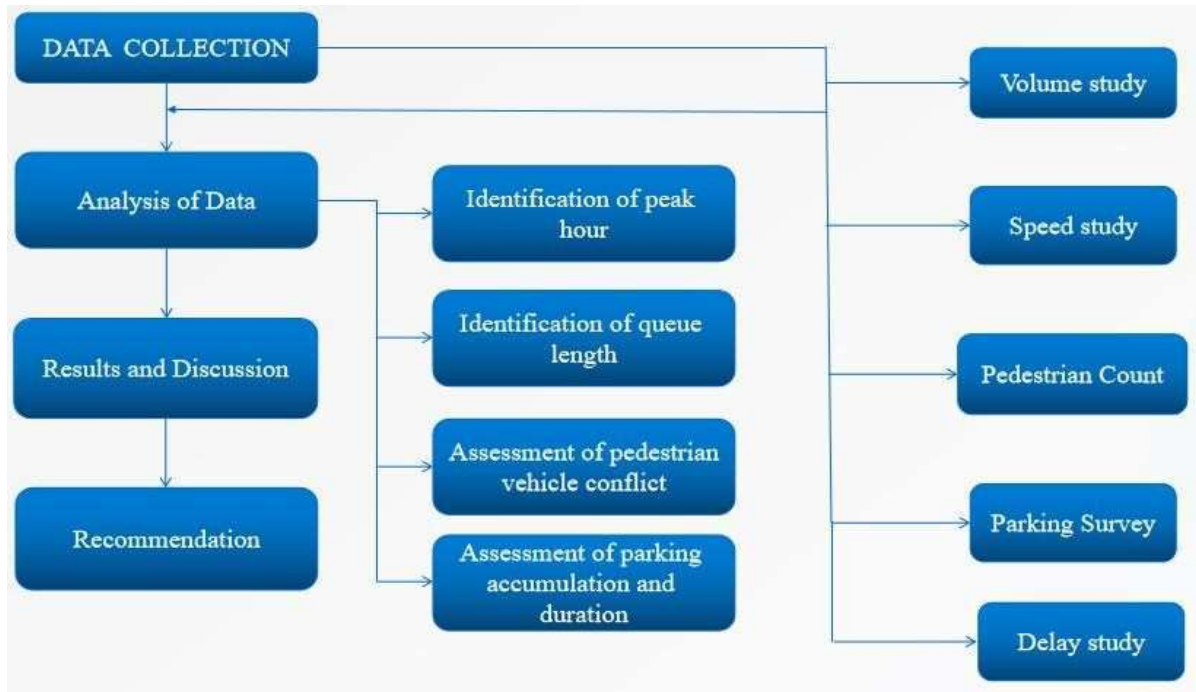 DATA COLLECTION
Analysis of Data
Results and Discussion
Recommendation
Identification of peak
hour
Identification of queue
length
Assessment of pedestrian
vehicle conflict
Assessment of parking
accumulation and
duration
Volume study
Speed study
Pedestrian Count
Parking Survey
Delay study